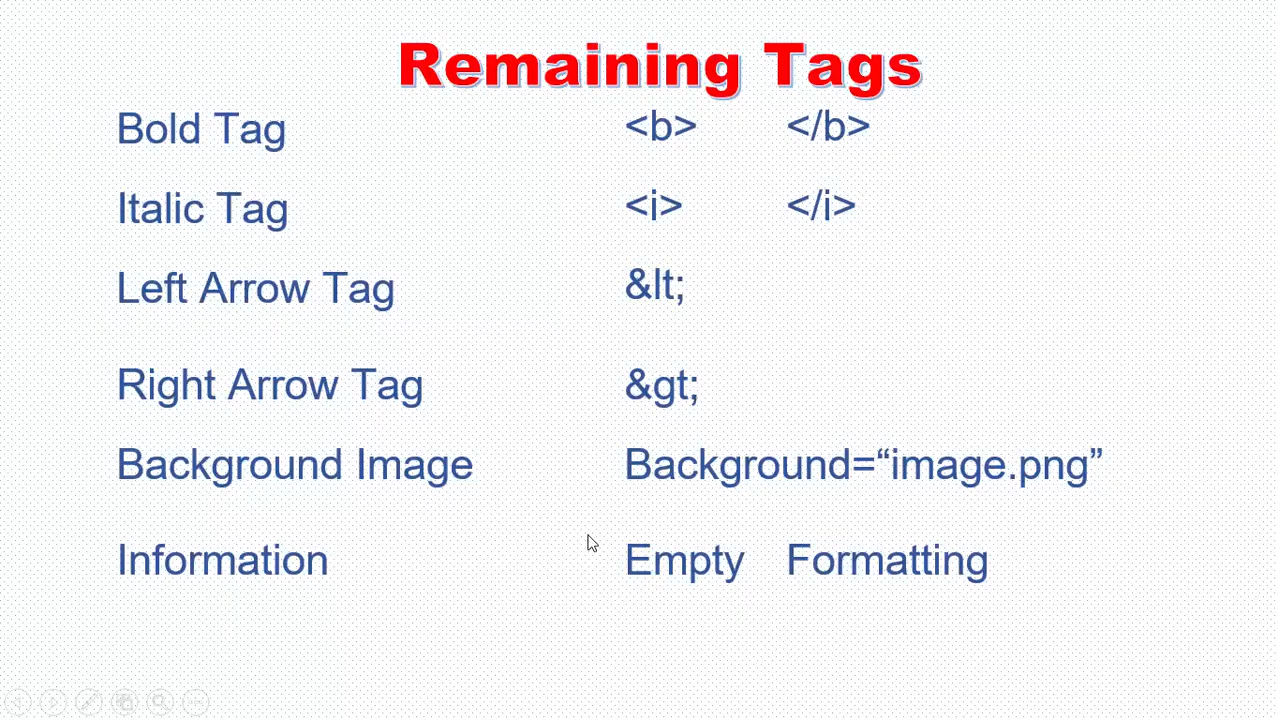 Remaining Tags
Bold Tag <b> </b>
Italic Tag <i> </i>
Left Arrow Tag &lt;
Right Arrow Tag &gt;
Background Image Background=“image.png”
Information Empty Formatting